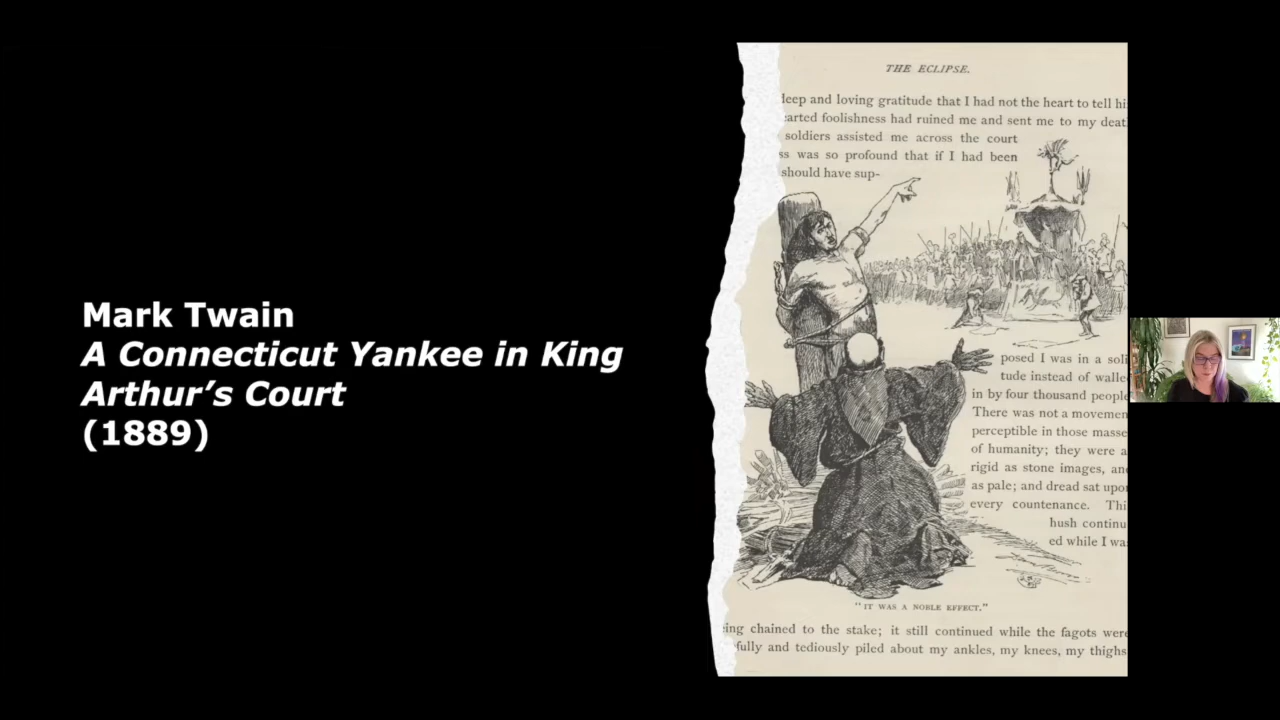 Mark Twain
A Connecticut Yankee in King
Arthur’s Court
(1889)
THE ECLIPSE.
deep and loving gratitude that I had not the heart to tell hi
earted foolishness had ruined me and sent me to my deat
soldiers assisted me across the court
ss was so profound that if I had been
should have sup-
posed I was in a soli
tude instead of walle
in by four thousand people
There was not a movemen
perceptible in those masse
of humanity; they were a
rigid as stone images, and
as pale; and dread sat upon
every countenance. Thi
hush continu
ed while I wa
"IT WAS A NOBLE EFFECT."
ing chained to the stake; it still continued while the fagots were
fully and tediously piled about my ankles, my knees, my thighs